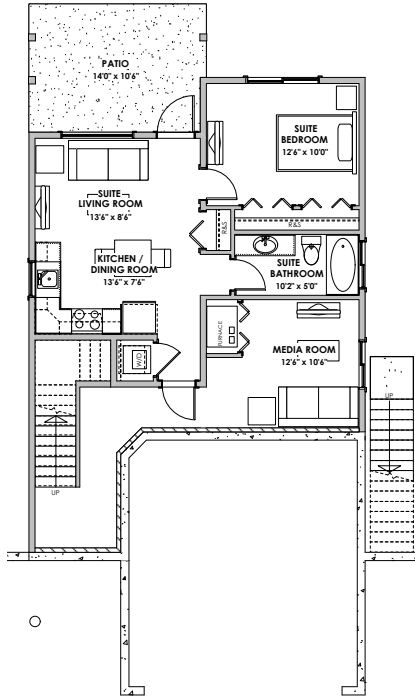 PATIO
14'0" x 10'6"
SUITE
BEDROOM
12'6" x 10'0"
SUITE
LIVING ROOM
13'6" x 8'6"
R&S
R&S
KITCHEN /
DINING ROOM
13'6" x 7'6"
SUITE
BATHROOM
10'2" x 5'0"
FURNACE
MEDIA ROOM
12'6" x 10'6"
W/D
UP
UP